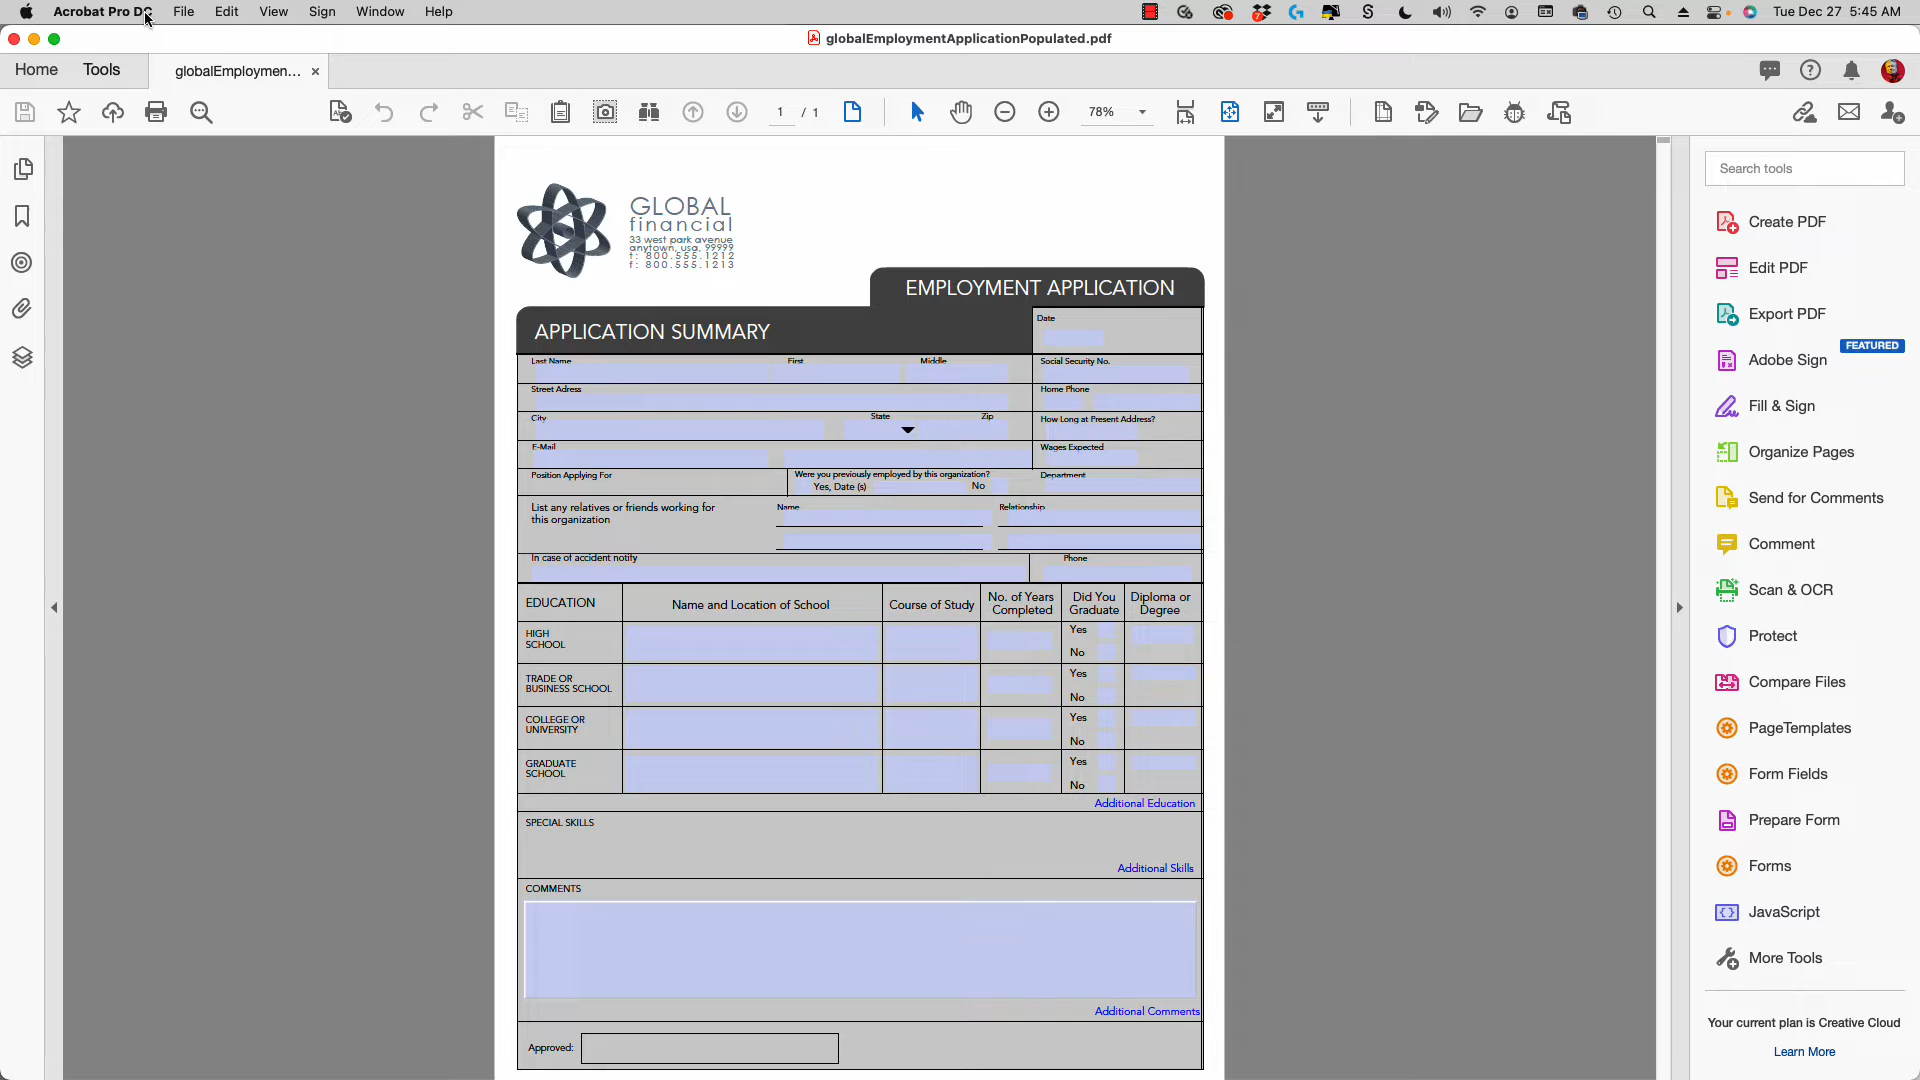 Acrobat Pro DC File Edit View Sign Window Help
7
Tue Dec 27 5:45 AM
globalEmploymentApplicationPopulated.pdf
Home Tools globalEmploymen... ×
1 / 1
78%
GLOBAL
financial
33 west park avenue
anytown, usa, 99999
t: 800.555.1212
f: 800.555.1213
EMPLOYMENT APPLICATION
APPLICATION SUMMARY
Date
Last Name First Middle Social Security No.
Street Adress Home Phone
City State Zip How Long at Present Address?
E-Mail Wages Expected
Position Applying For Were you previously employed by this organization? Department
Yes, Date (s) No
List any relatives or friends working for
this organization
Name Relationship
In case of accident notify Phone
EDUCATION Name and Location of School Course of Study No. of Years
Completed Did You
Graduate Diploma or
Degree
HIGH
SCHOOL
Yes
No
TRADE OR
BUSINESS SCHOOL
Yes
No
COLLEGE OR
UNIVERSITY
Yes
No
GRADUATE
SCHOOL
Yes
No
Additional Education
SPECIAL SKILLS
Additional Skills
COMMENTS
Additional Comments
Approved:
Search tools
Create PDF
Edit PDF
Export PDF
FEATURED
Adobe Sign
Fill & Sign
Organize Pages
Send for Comments
Comment
Scan & OCR
Protect
Compare Files
PageTemplates
Form Fields
Prepare Form
Forms
JavaScript
More Tools
Your current plan is Creative Cloud
Learn More